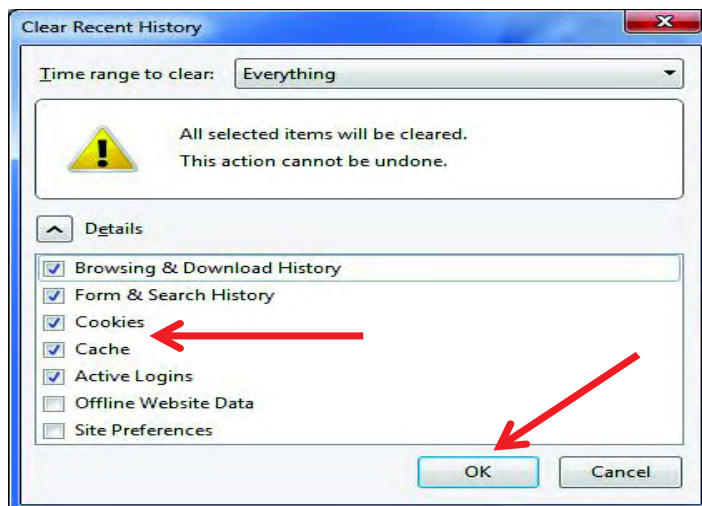 Clear Recent History
Time range to clear: Everything
All selected items will be cleared.
This action cannot be undone.
Details
Browsing & Download History
Form & Search History
Cookies
Cache
Active Logins
Offline Website Data
Site Preferences
OK Cancel